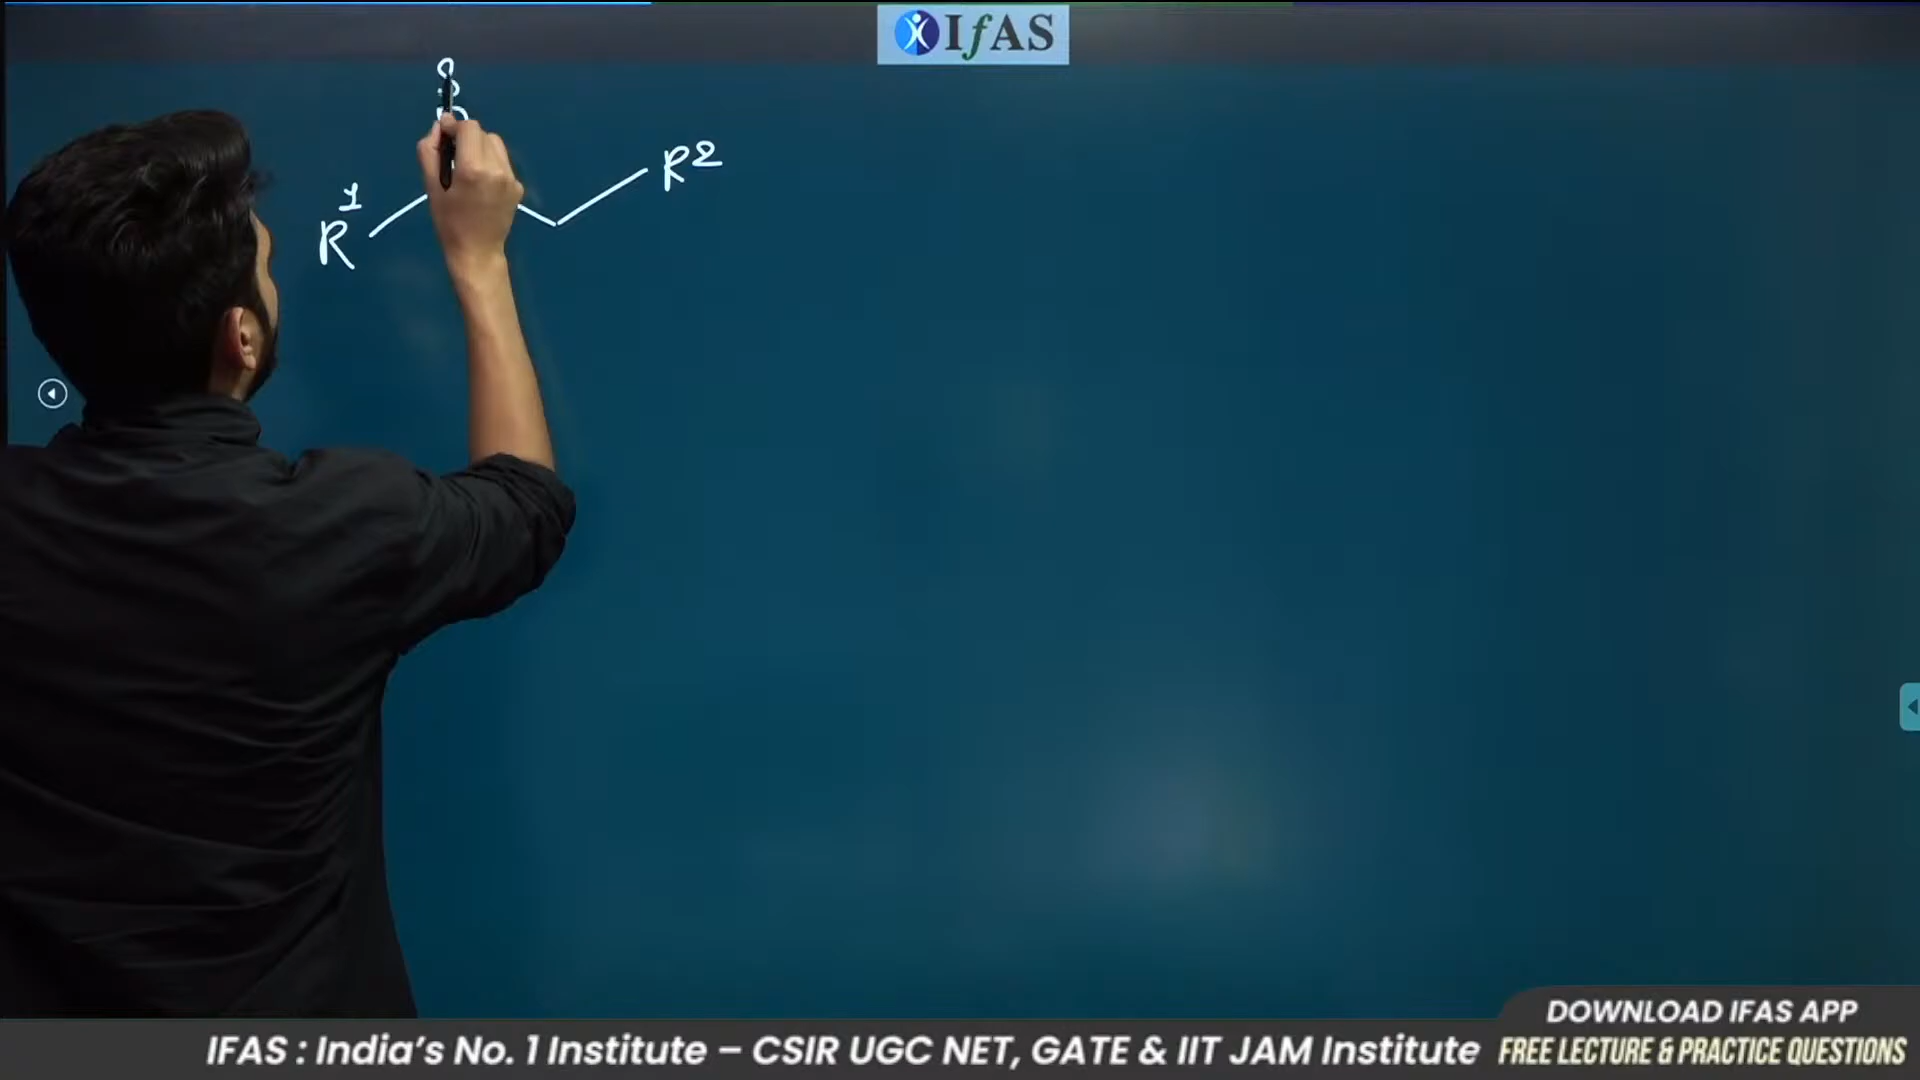 IfAS
R¹
R²
DOWNLOAD IFAS APP
IFAS : India’s No. 1 Institute – CSIR UGC NET, GATE & IIT JAM Institute
FREE LECTURE & PRACTICE QUESTIONS